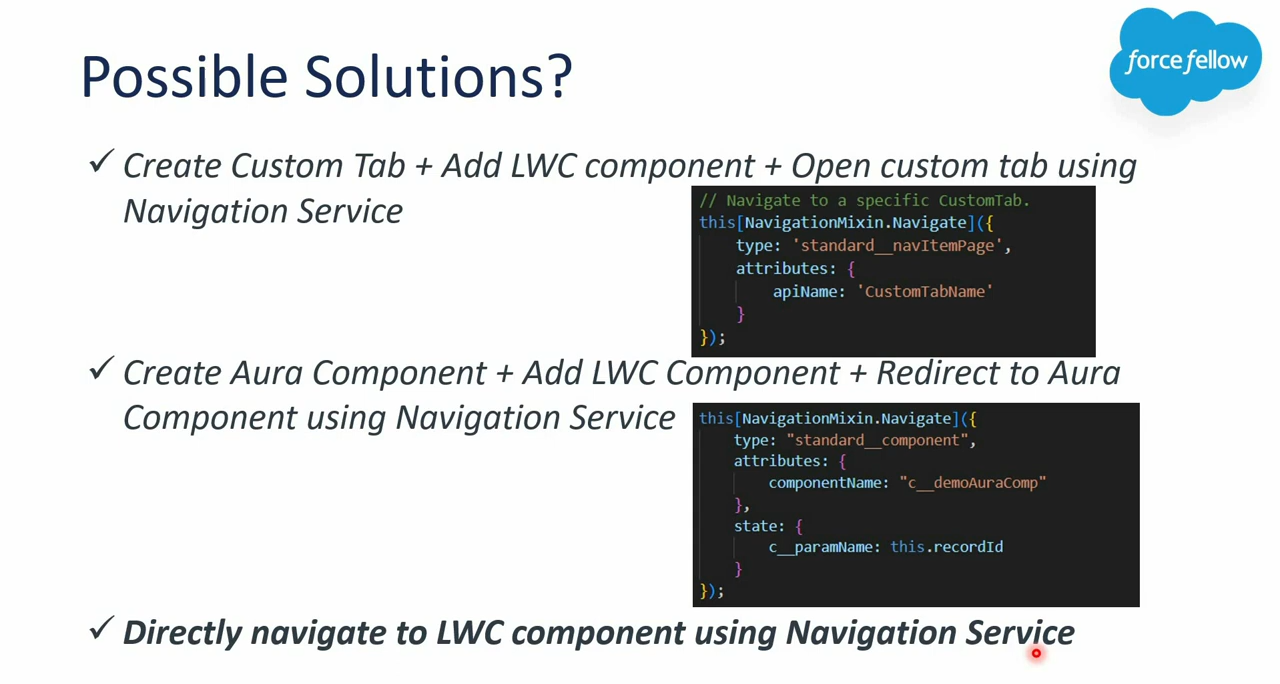 force fellow
Possible Solutions?
✓ Create Custom Tab + Add LWC component + Open custom tab using
Navigation Service
// Navigate to a specific CustomTab.
this[NavigationMixin.Navigate]({
    type: 'standard__navItemPage',
    attributes: {
        apiName: 'CustomTabName'
    }
});
✓ Create Aura Component + Add LWC Component + Redirect to Aura
Component using Navigation Service
this[NavigationMixin.Navigate]({
    type: "standard__component",
    attributes: {
        componentName: "c__demoAuraComp"
    },
    state: {
        c__paramName: this.recordId
    }
});
✓ Directly navigate to LWC component using Navigation Service